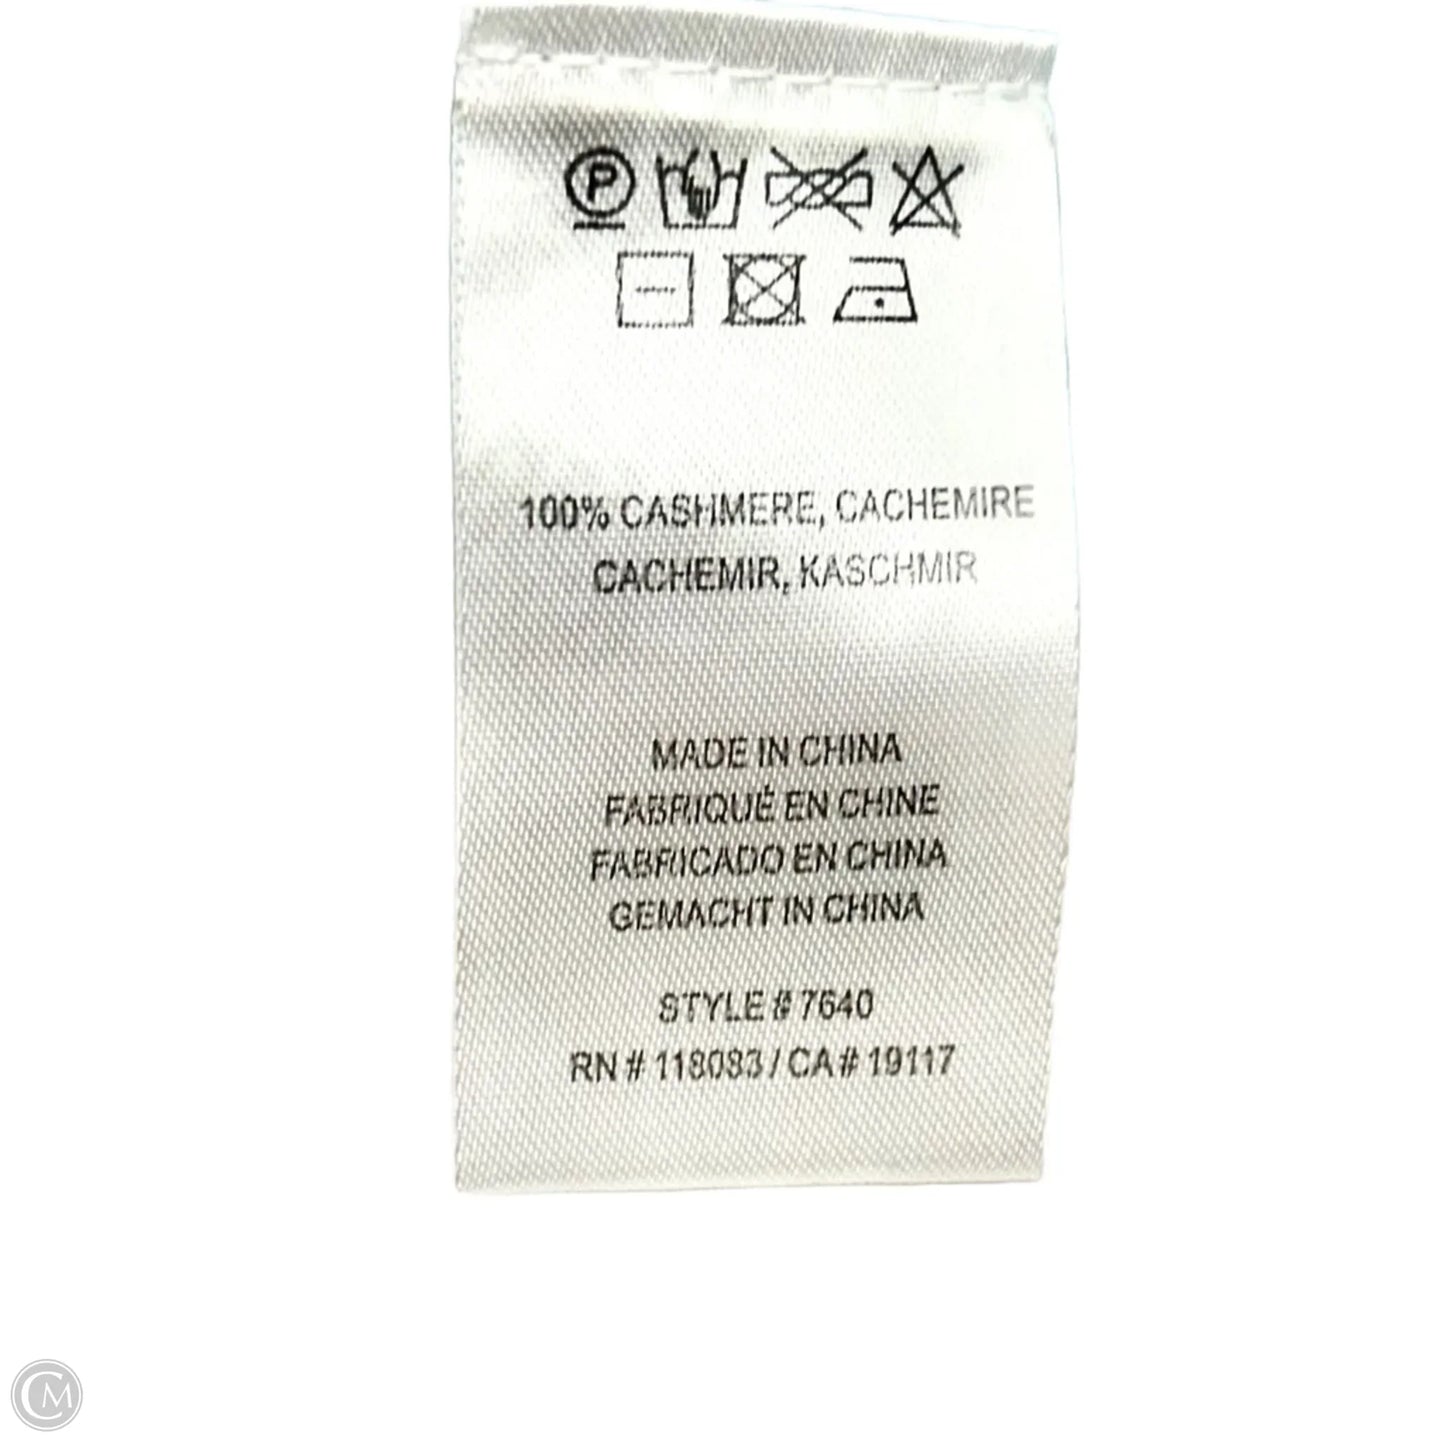 P
100% CASHMERE, CACHEMIRE
CACHEMIR, KASCHMIR
MADE IN CHINA
FABRIQUÉ EN CHINE
FABRICADO EN CHINA
GEMACHT IN CHINA
STYLE # 7640
RN # 118083 / CA # 19117
CM